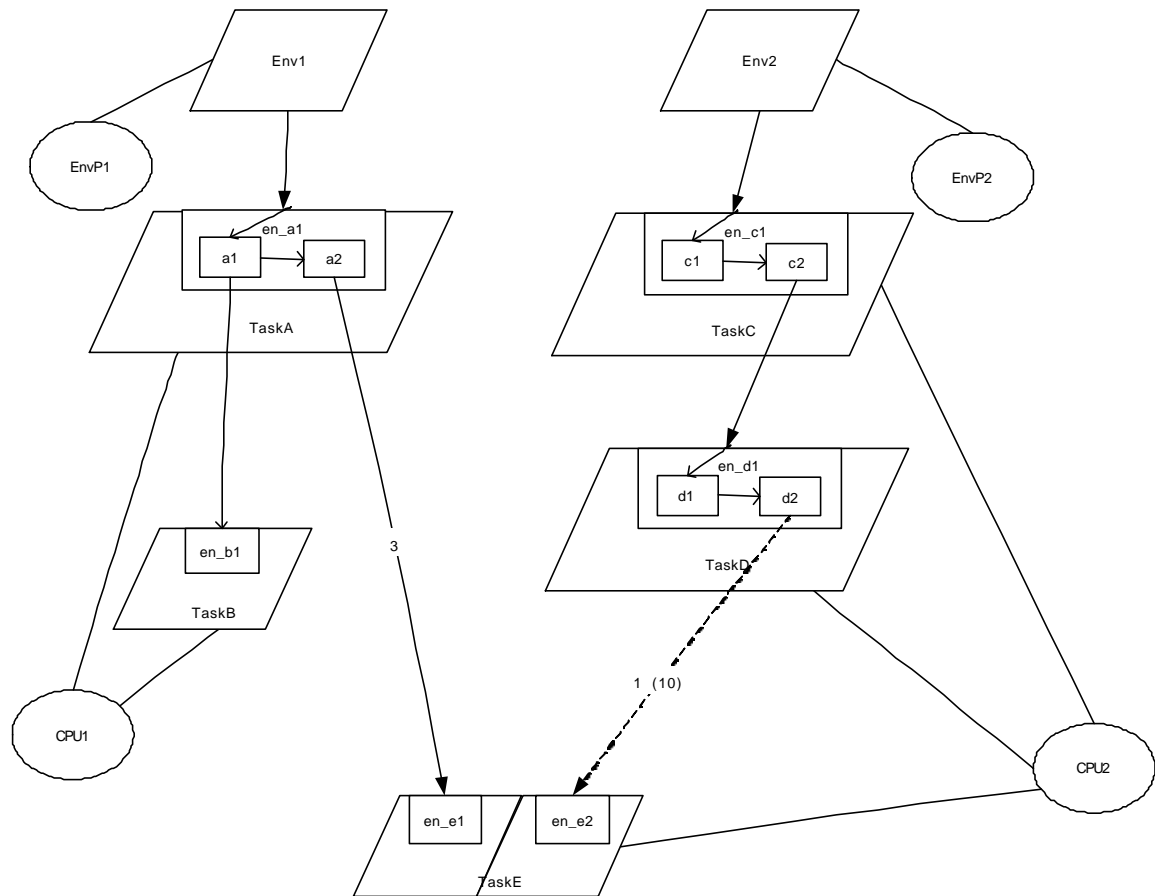 Env1
Env2
EnvP1
EnvP2
en_a1
a1
a2
TaskA
en_c1
c1
c2
TaskC
en_d1
d1
d2
TaskD
en_b1
TaskB
3
1 (10)
CPU1
CPU2
en_e1
en_e2
TaskE